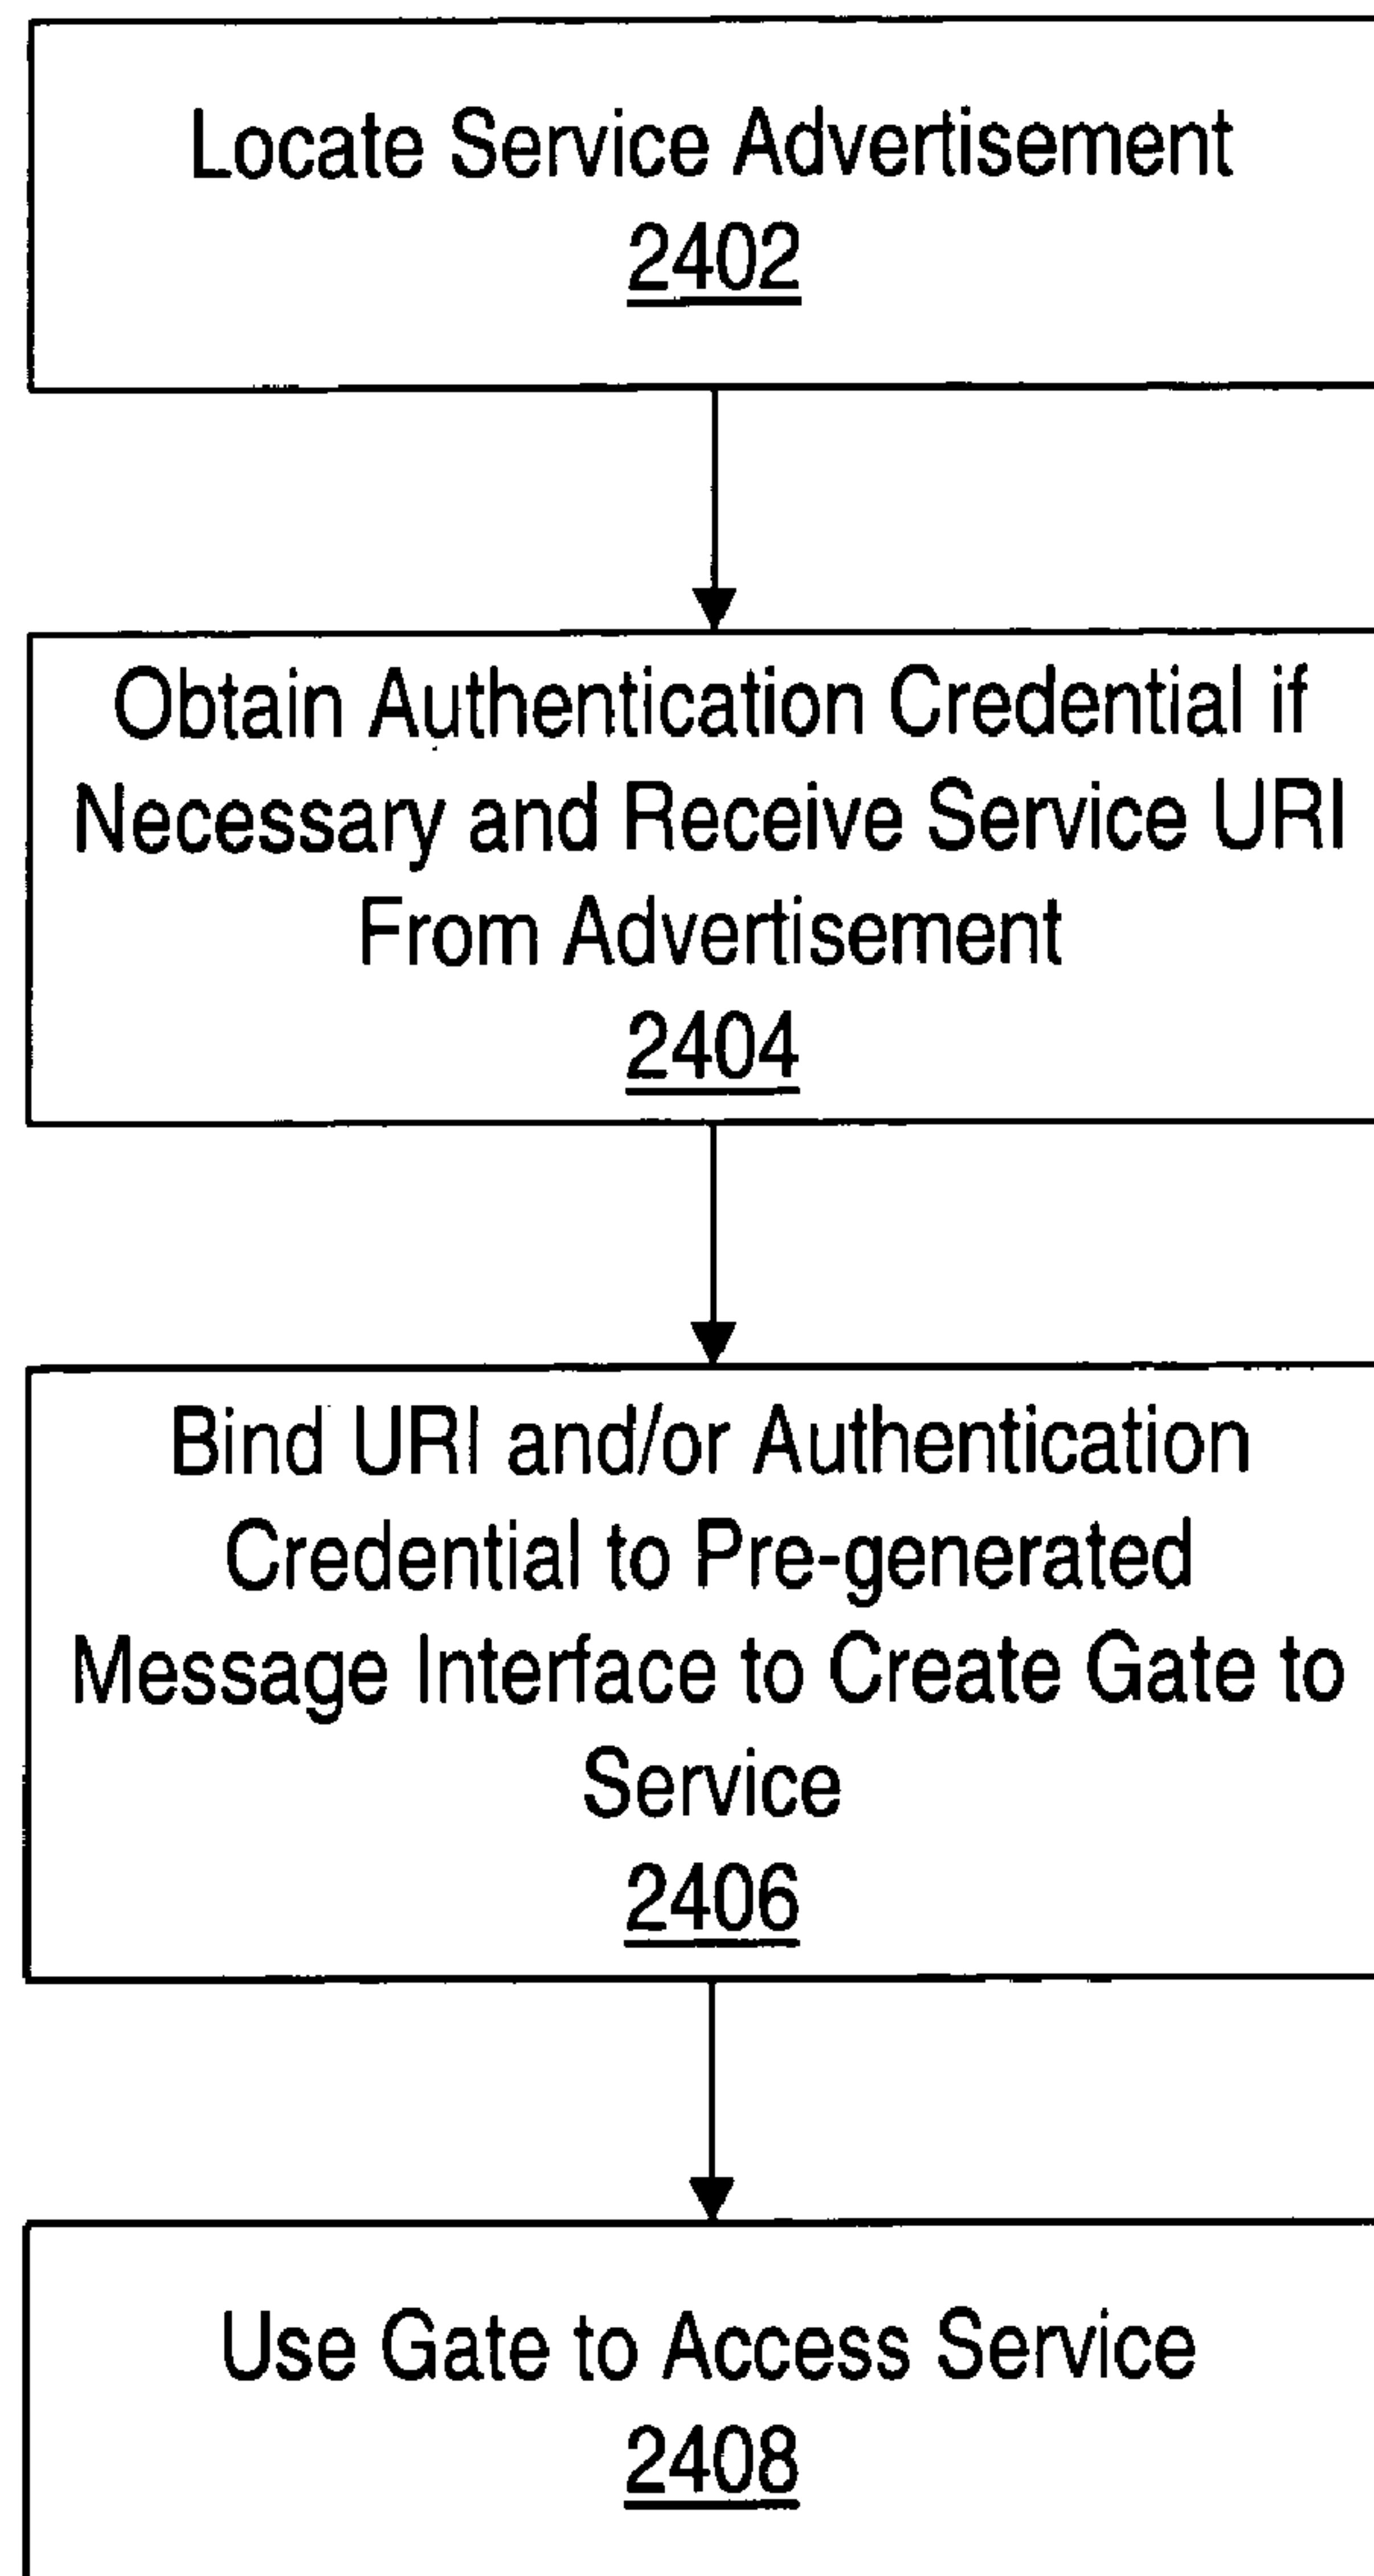 Locate Service Advertisement
2402
Obtain Authentication Credential if
Necessary and Receive Service URI
From Advertisement
2404
Bind URI and/or Authentication
Credential to Pre-generated
Message Interface to Create Gate to
Service
2406
Use Gate to Access Service
2408